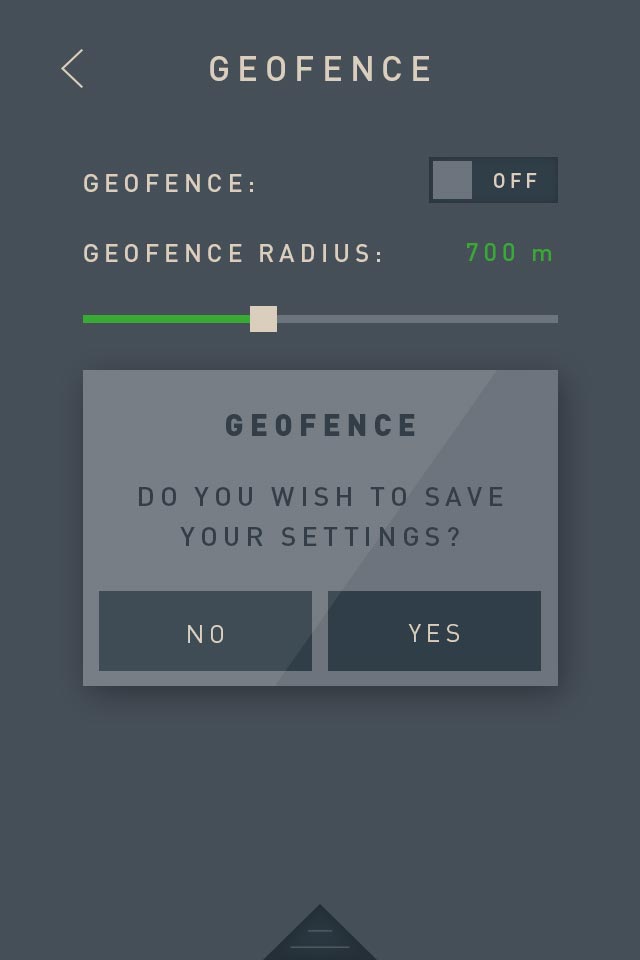 GEOFENCE
GEOFENCE:
OFF
GEOFENCE RADIUS:
700 m
GEOFENCE
DO YOU WISH TO SAVE
YOUR SETTINGS?
NO
YES